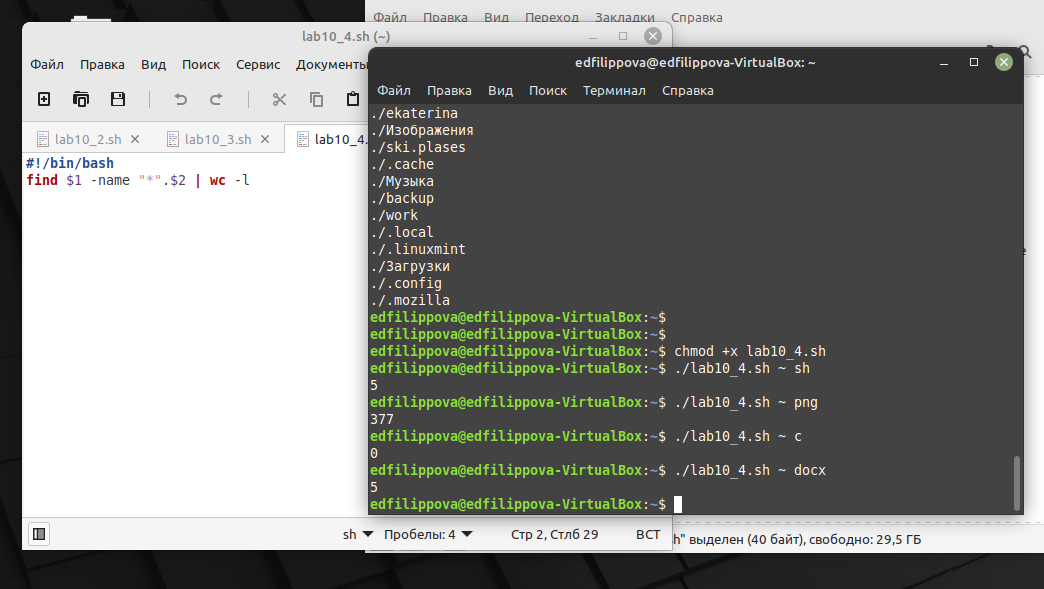 Файл Правка Вид Переход Закладки Справка
lab10_4.sh (~)
Файл Правка Вид Поиск Сервис Документы
lab10_2.sh lab10_3.sh lab10_4.
#!/bin/bash
find $1 -name "*".$2 | wc -l
sh Пробелы: 4 Стр 2, Стлб 29 ВСТ
edfilippova@edfilippova-VirtualBox: ~
Файл Правка Вид Поиск Терминал Справка
./ekaterina
./Изображения
./ski.plases
./.cache
./Музыка
./backup
./work
./.local
./.linuxmint
./Загрузки
./.config
./.mozilla
edfilippova@edfilippova-VirtualBox:~$
edfilippova@edfilippova-VirtualBox:~$
edfilippova@edfilippova-VirtualBox:~$ chmod +x lab10_4.sh
edfilippova@edfilippova-VirtualBox:~$ ./lab10_4.sh ~ sh
5
edfilippova@edfilippova-VirtualBox:~$ ./lab10_4.sh ~ png
377
edfilippova@edfilippova-VirtualBox:~$ ./lab10_4.sh ~ c
0
edfilippova@edfilippova-VirtualBox:~$ ./lab10_4.sh ~ docx
5
edfilippova@edfilippova-VirtualBox:~$
h" выделен (40 байт), свободно: 29,5 ГБ